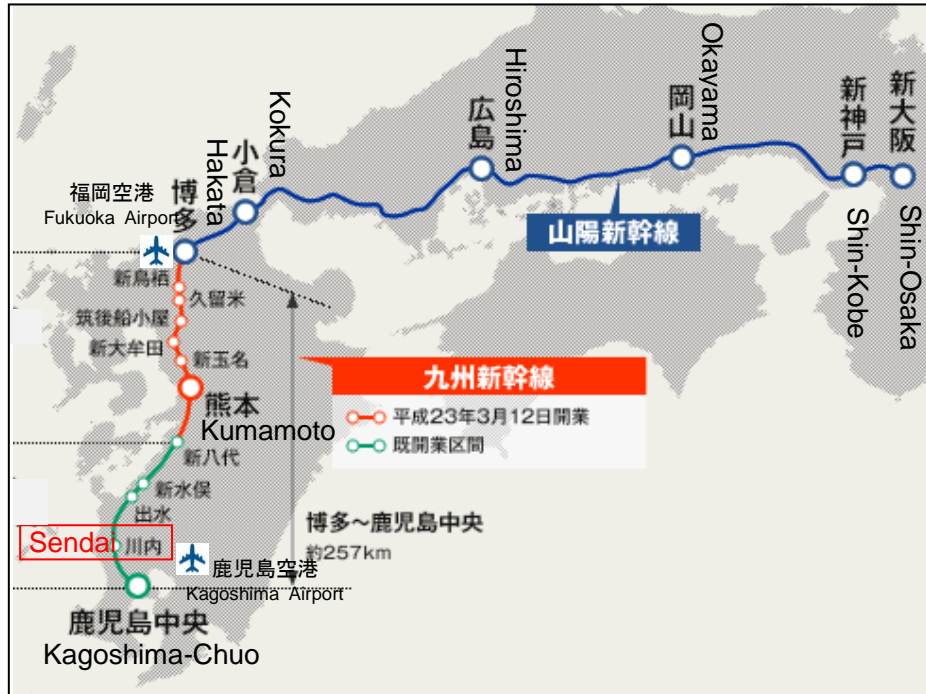 Okayama
Hiroshima
Kokura
Hakata
新大阪
新神戸
岡山
広島
小倉
博多
福岡空港
Fukuoka Airport
Shin-Kobe
Shin-Osaka
山陽新幹線
新鳥栖
久留米
筑後船小屋
新大牟田
新玉名
九州新幹線
平成23年3月12日開業
既開業区間
熊本
Kumamoto
新八代
新水俣
出水
博多~鹿児島中央
約257km
Sendai
川内
鹿児島空港
Kagoshima Airport
鹿児島中央
Kagoshima-Chuo